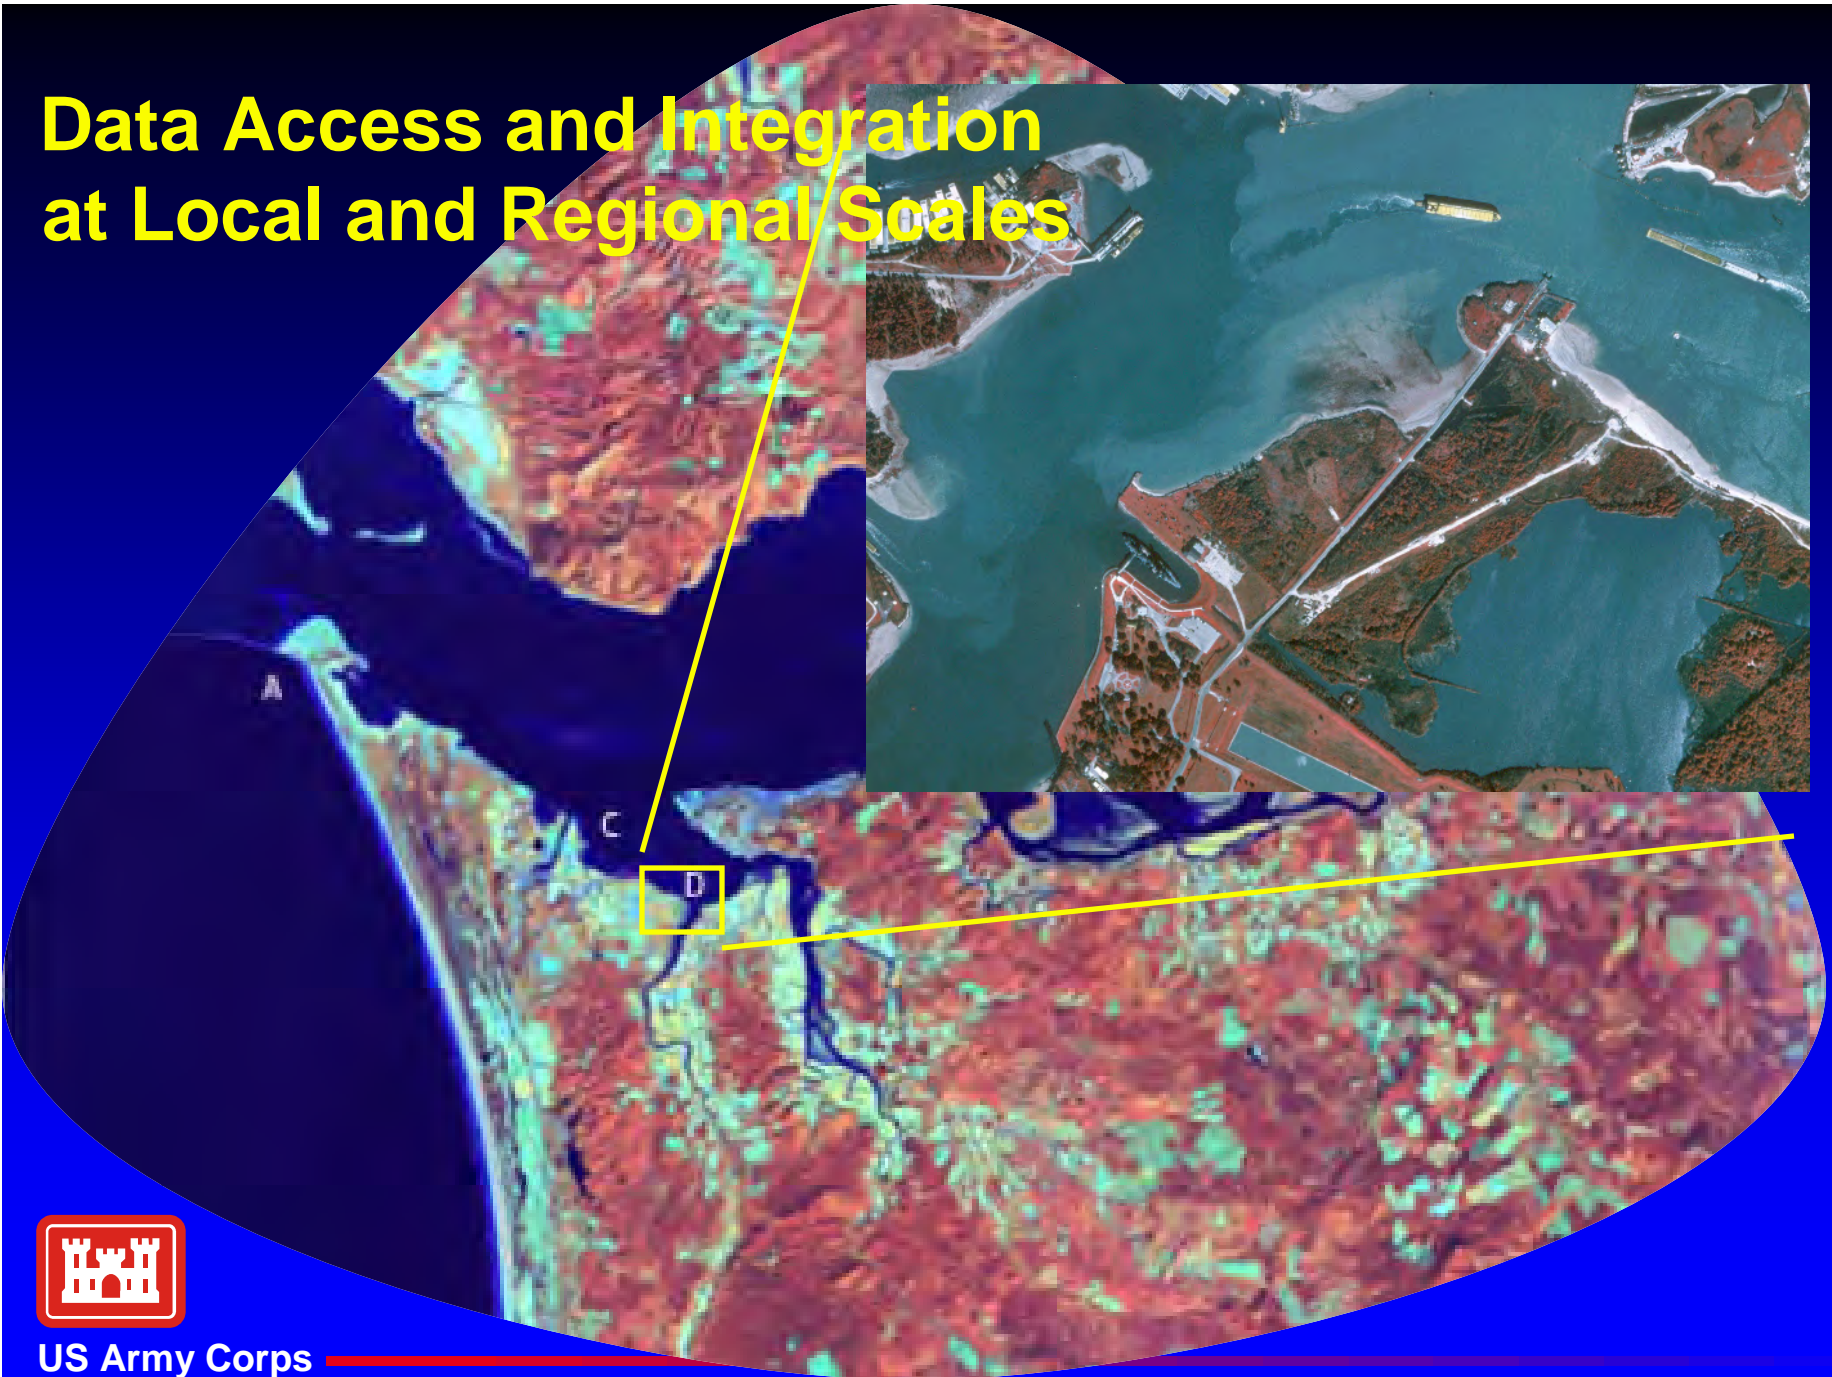 Data Access and Integration
at Local and Regional Scales
A
C
D
US Army Corps